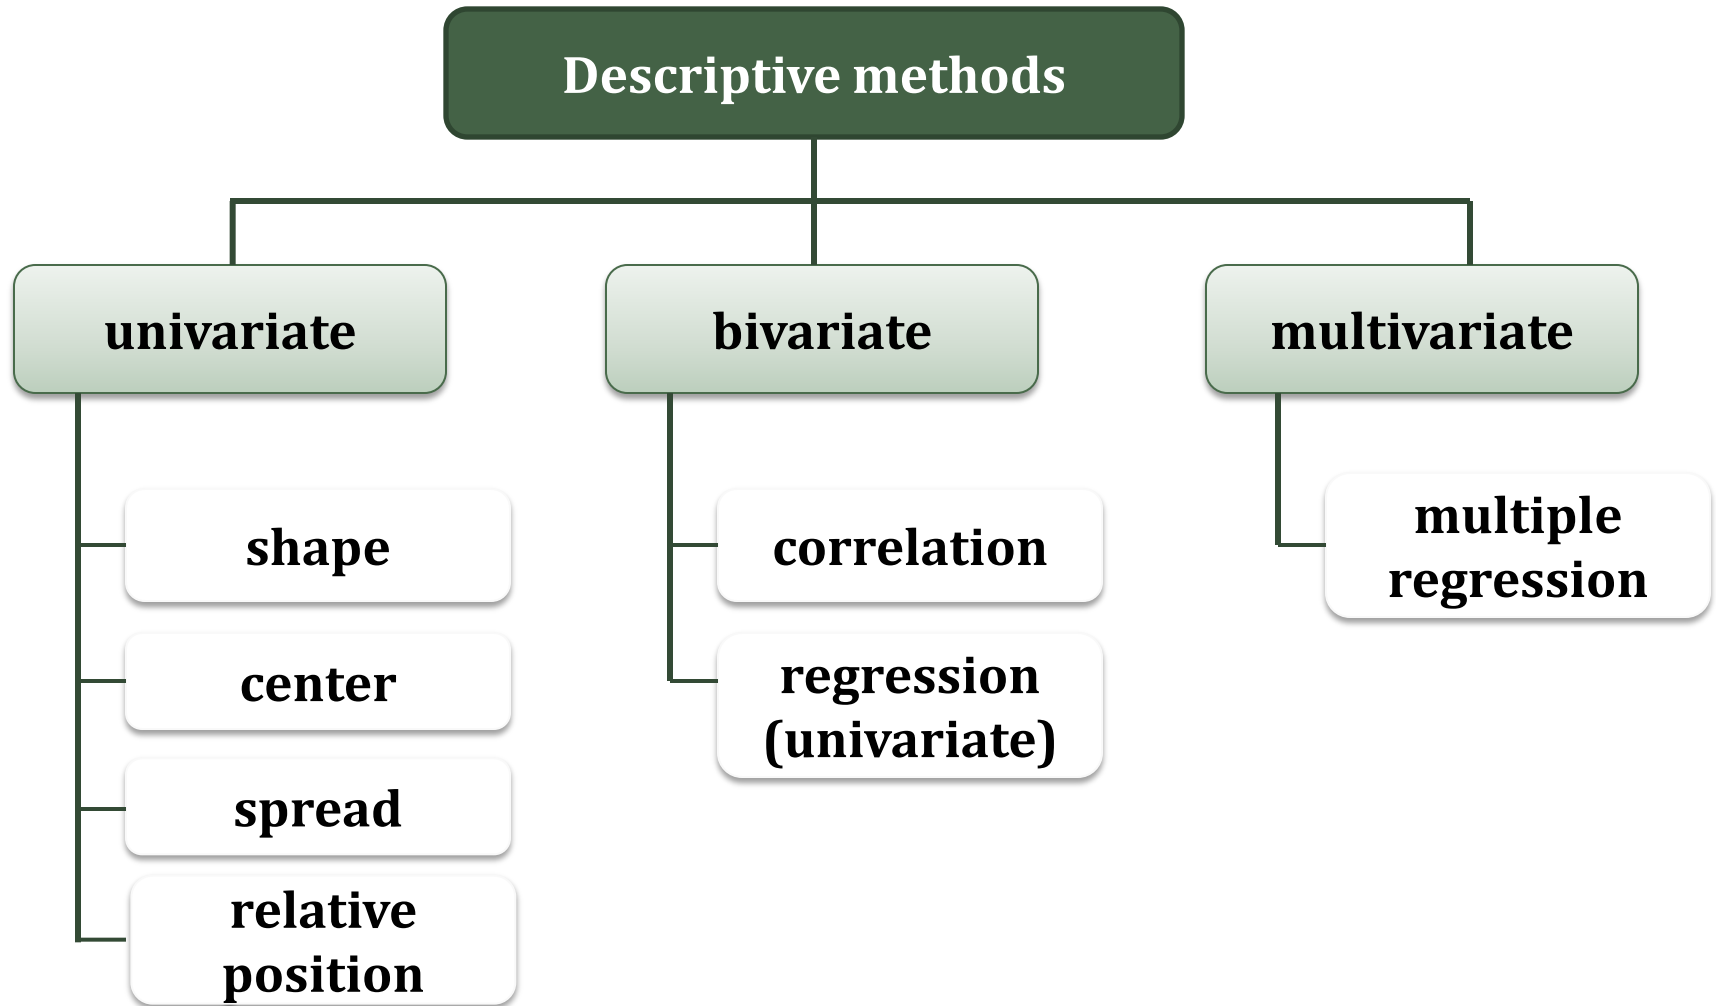 Descriptive methods
univariate
bivariate
multivariate
shape
center
spread
relative
position
correlation
regression
(univariate)
multiple
regression